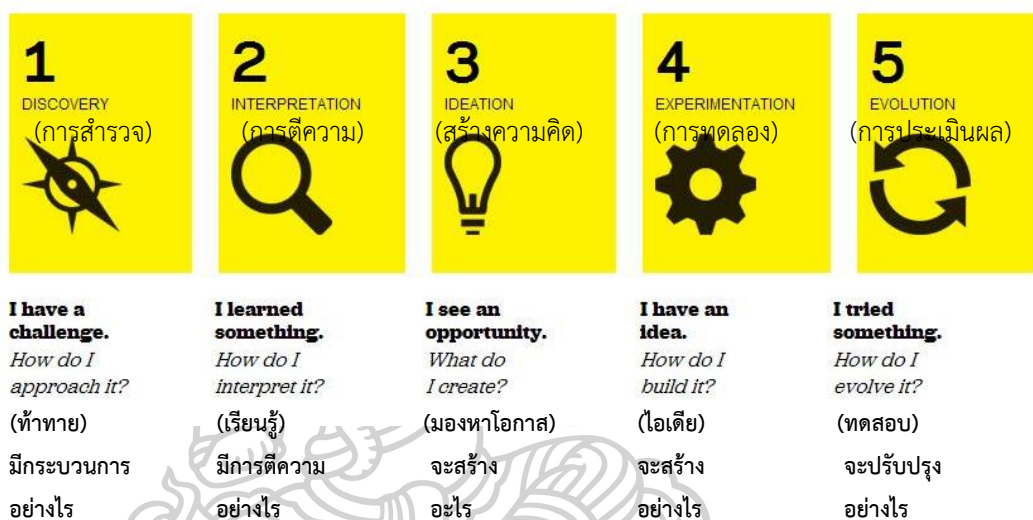 1
DISCOVERY
(การสำรวจ)
I have a
challenge.
How do I
approach it?
(ท้าทาย)
มีกระบวนการ
อย่างไร
2
INTERPRETATION
(การตีความ)
I learned
something.
How do I
interpret it?
(เรียนรู้)
มีการตีความ
อย่างไร
3
IDEATION
(สร้างความคิด)
I see an
opportunity.
What do
I create?
(มองหาโอกาส)
จะสร้าง
อะไร
4
EXPERIMENTATION
(การทดลอง)
I have an
idea.
How do I
build it?
(ไอเดีย)
จะสร้าง
อย่างไร
5
EVOLUTION
(การประเมินผล)
I tried
something.
How do I
evolve it?
(ทดสอบ)
จะปรับปรุง
อย่างไร